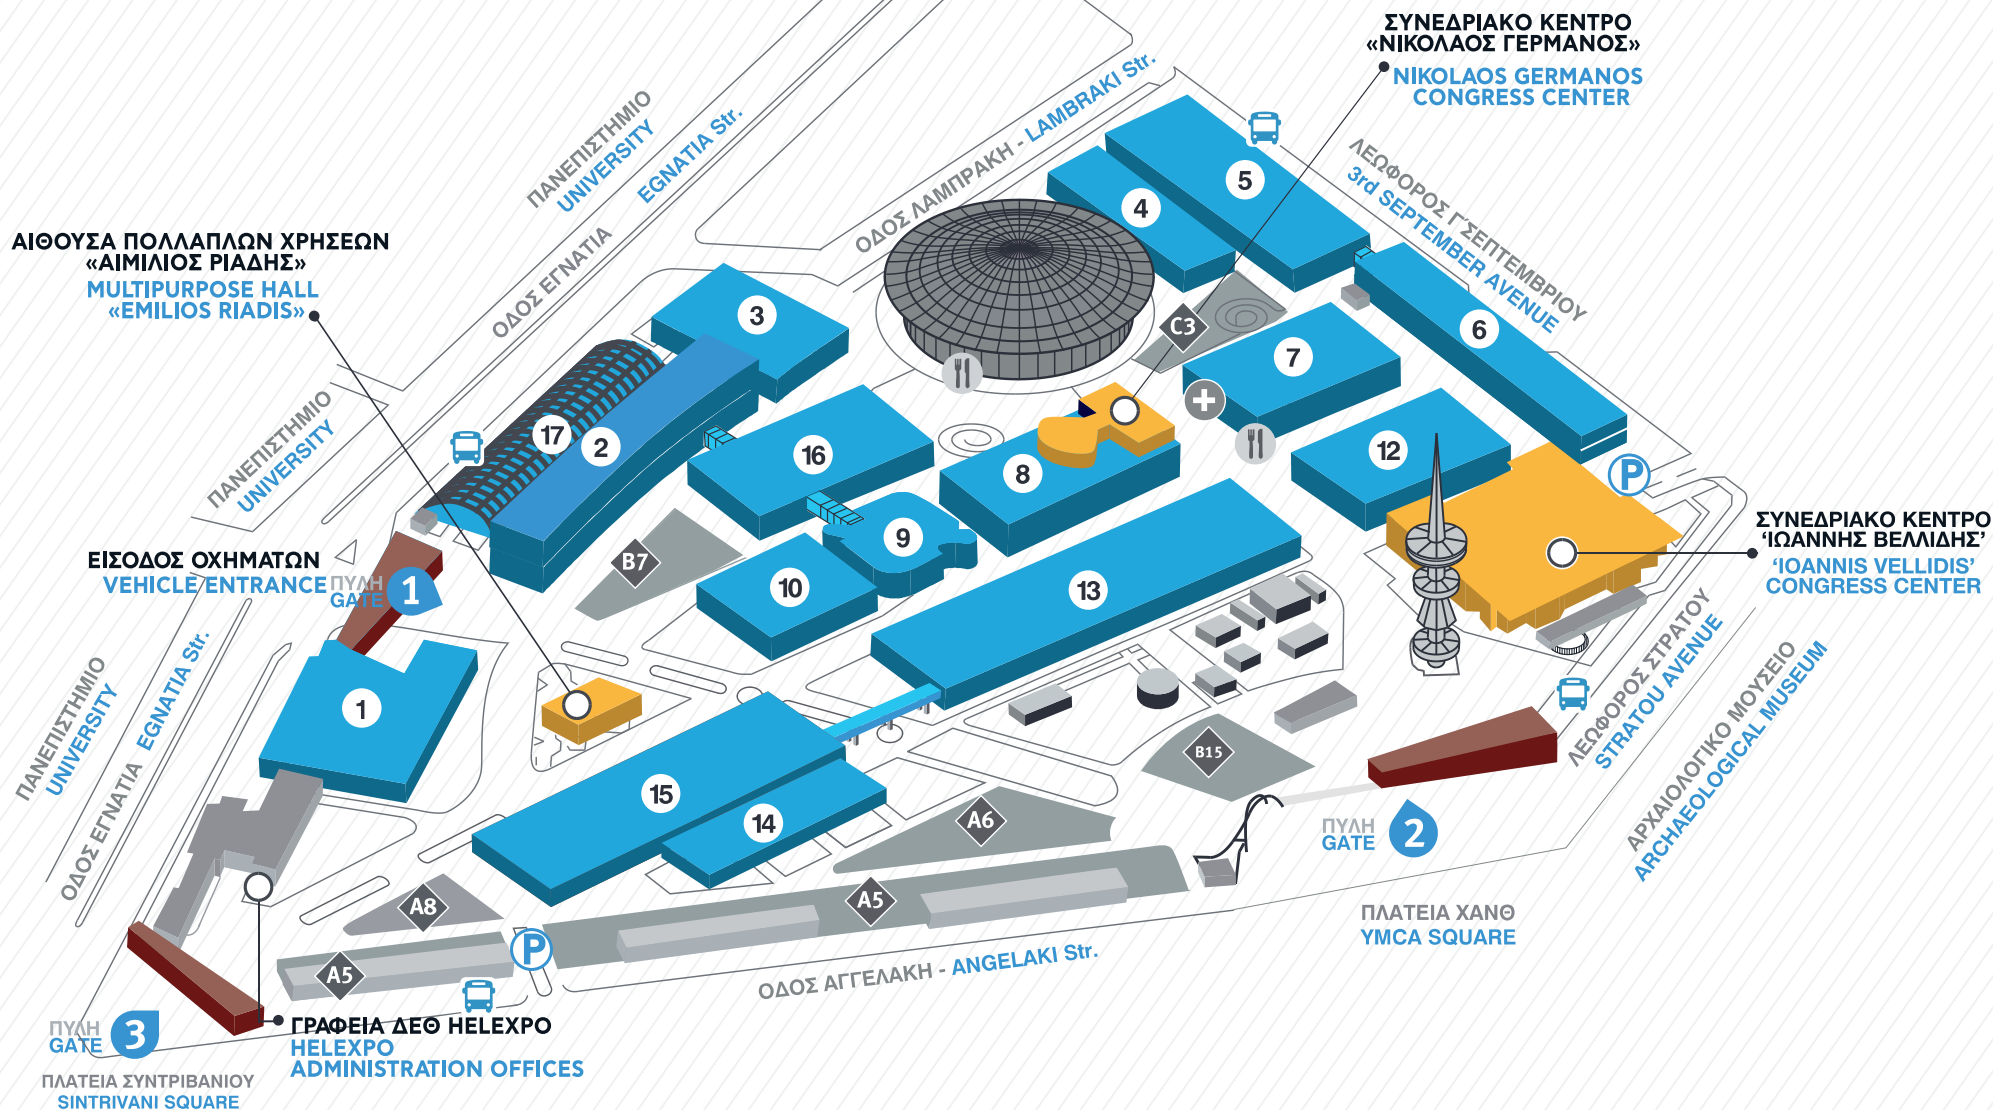 ΣΥΝΕΔΡΙΑΚΟ ΚΕΝΤΡΟ
«ΝΙΚΟΛΑΟΣ ΓΕΡΜΑΝΟΣ»
NIKOLAOS GERMANOS
CONGRESS CENTER
ΠΑΝΕΠΙΣΤΗΜΙΟ
UNIVERSITY
ΟΔΟΣ ΕΓΝΑΤΙΑ
EGNATIA Str.
ΟΔΟΣ ΛΑΜΠΡΑΚΗ - LAMBRAKI Str.
ΛΕΩΦΟΡΟΣ Γ΄ΣΕΠΤΕΜΒΡΙΟΥ
3rd SEPTEMBER AVENUE
ΑΙΘΟΥΣΑ ΠΟΛΛΑΠΛΩΝ ΧΡΗΣΕΩΝ
«ΑΙΜΙΛΙΟΣ ΡΙΑΔΗΣ»
MULTIPURPOSE HALL
«EMILIOS RIADIS»
5
4
3
C3
6
7
ΠΑΝΕΠΙΣΤΗΜΙΟ
UNIVERSITY
17
2
16
8
12
P
ΣΥΝΕΔΡΙΑΚΟ ΚΕΝΤΡΟ
‘ΙΩΑΝΝΗΣ ΒΕΛΛΙΔΗΣ’
‘IOANNIS VELLIDIS’
CONGRESS CENTER
ΕΙΣΟΔΟΣ ΟΧΗΜΑΤΩΝ
VEHICLE ENTRANCE
ΠΥΛΗ
GATE
1
B7
9
10
13
ΠΑΝΕΠΙΣΤΗΜΙΟ
UNIVERSITY
ΟΔΟΣ ΕΓΝΑΤΙΑ EGNATIA Str.
1
ΛΕΩΦΟΡΟΣ ΣΤΡΑΤΟΥ
STRATOU AVENUE
ΑΡΧΑΙΟΛΟΓΙΚΟ ΜΟΥΣΕΙΟ
ARCHAEOLOGICAL MUSEUM
B15
15
14
A6
ΠΥΛΗ
GATE
2
A8
A5
ΠΛΑΤΕΙΑ ΧΑΝΘ
YMCA SQUARE
P
A5
ΟΔΟΣ ΑΓΓΕΛΑΚΗ - ANGELAKI Str.
ΠΥΛΗ
GATE
3
ΓΡΑΦΕΙΑ ΔΕΘ HELEXPO
HELEXPO
ADMINISTRATION OFFICES
ΠΛΑΤΕΙΑ ΣΥΝΤΡΙΒΑΝΙΟΥ
SINTRIVANI SQUARE